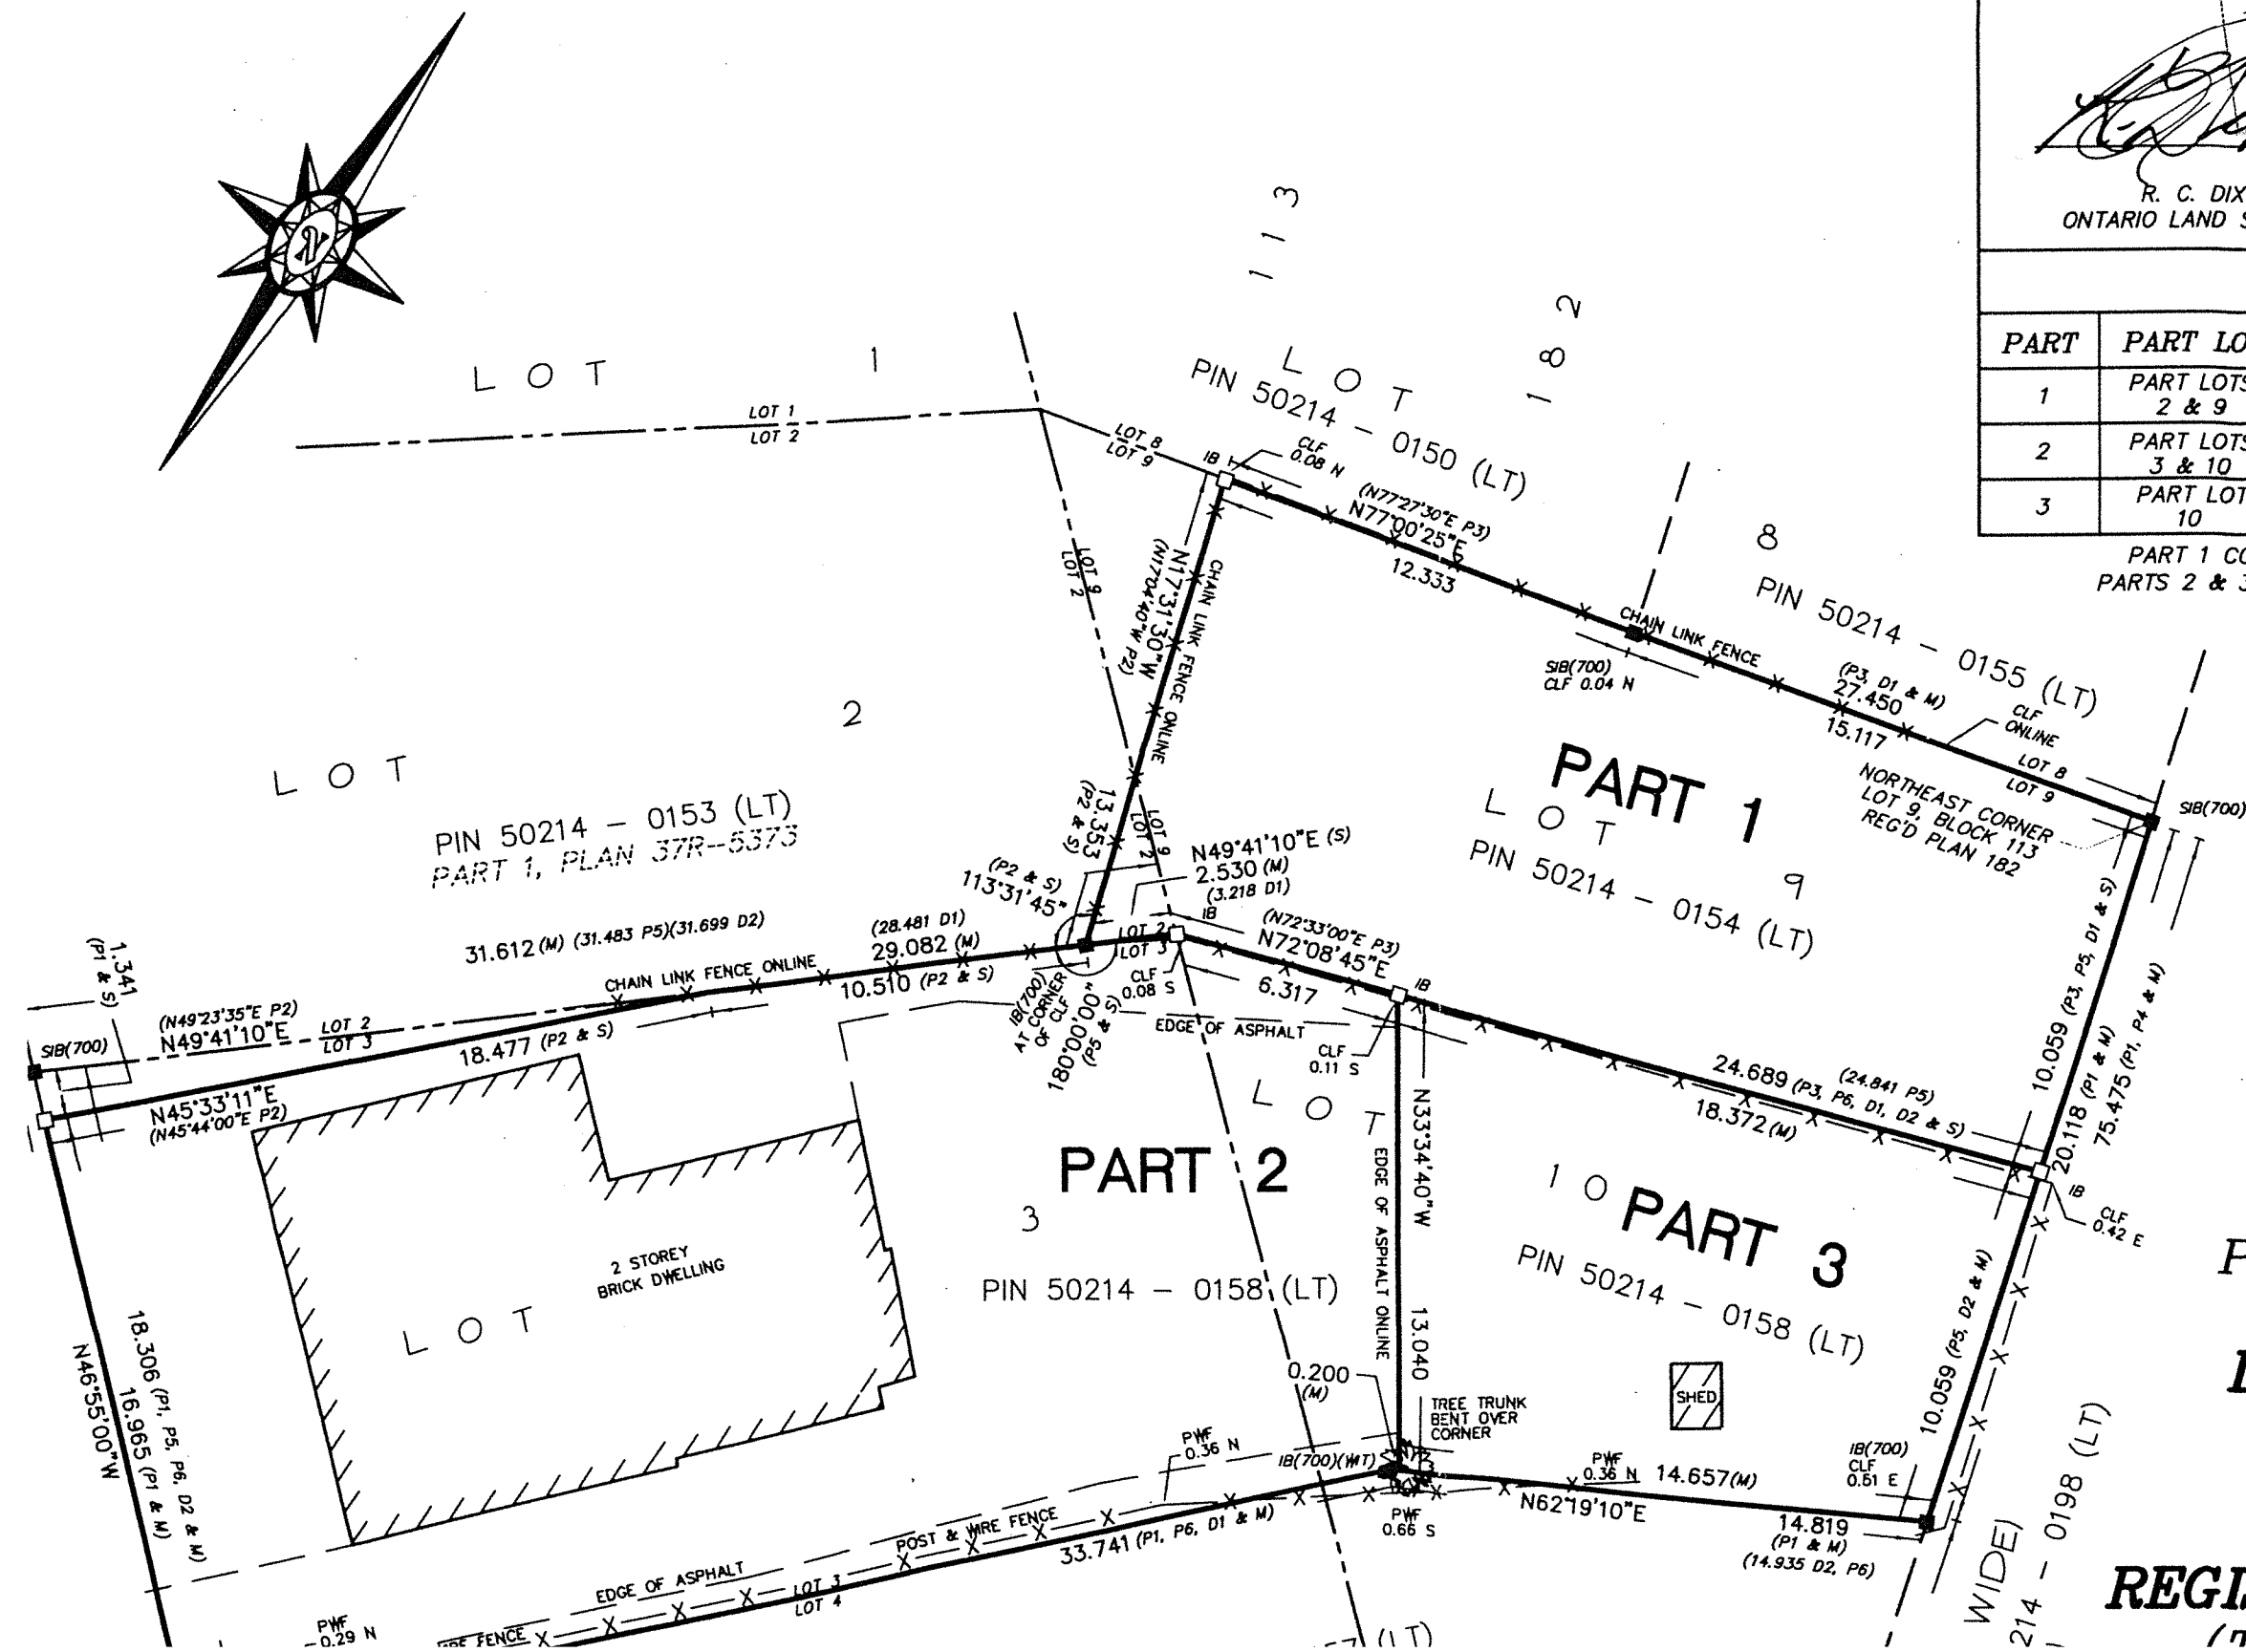 R. C. DIX
ONTARIO LAND S
PART
PART LO
1
PART LOTS
2 & 9
2
PART LOTS
3 & 10
3
PART LOT
10
PART 1 CO
PARTS 2 & 3
LOT 1
LOT 1
LOT 2
LOT 113
182
PIN 50214 - 0150 (LT)
LOT 8
LOT 9
IB
CLF
0.08 N
(N77°27'30"E P3)
N77°00'25"E
12.333
8
PIN 50214 - 0155 (LT)
LOT 9
LOT 2
CHAIN LINK FENCE ONLINE
N17°31'30"W
(N17°04'40"W P2)
CHAIN LINK FENCE
SIB(700)
CLF 0.04 N
(P3, D1 & M)
27.450
15.117
CLF
ONLINE
LOT 8
LOT 9
SIB(700)
NORTHEAST CORNER
LOT 9, BLOCK 113
REG'D PLAN 182
LOT 2
PIN 50214 - 0153 (LT)
PART 1, PLAN 37R-5373
PART 1
LOT 9
PIN 50214 - 0154 (LT)
13.353
(P2 & S)
LOT 9
LOT 2
(P2 & S)
113°31'45"
N49°41'10"E (S)
2.530 (M)
(3.218 D1)
IB
31.612 (M) (31.483 P5)(31.699 D2)
(28.481 D1)
29.082 (M)
CHAIN LINK FENCE ONLINE
10.510 (P2 & S)
LOT 2
LOT 3
(N72°33'00"E P3)
N72°08'45"E
6.317
IB
1.341
(P1 & S)
SIB(700)
(N49°23'35"E P2)
N49°41'10"E
LOT 2
LOT 3
18.477 (P2 & S)
N45°33'11"E
(N45°44'00"E P2)
IB(700)
AT CORNER
OF CLF
180°00'00"
(P5 & S)
CLF
0.08 S
EDGE OF ASPHALT
CLF
0.11 S
24.689 (P3, P6, D1, D2 & S)
(24.841 P5)
18.372 (M)
10.059 (P3, P5, D1 & S)
20.118 (P1 & M)
75.475 (P1, P4 & M)
IB
CLF
0.42 E
PART 2
LOT
10
PART 3
N33°34'40"W
EDGE OF ASPHALT ONLINE
13.040
PIN 50214 - 0158 (LT)
2 STOREY
BRICK DWELLING
LOT 3
PIN 50214 - 0158 (LT)
SHED
10.059 (P5, D2 & M)
18.306 (P1, P5, P6, D2 & M)
16.965 (P1 & M)
N46°55'00"W
0.200
(M)
TREE TRUNK
BENT OVER
CORNER
PWF
0.36 N
IB(700)(WIT)
PWF
0.36 N
14.657(M)
N62°19'10"E
IB(700)
CLF
0.51 E
PWF
0.66 S
14.819
(P1 & M)
(14.935 D2, P6)
POST & WIRE FENCE
33.741 (P1, P6, D1 & M)
EDGE OF ASPHALT
LOT 3
LOT 4
PWF
0.29 N
FENCE
(LT)
WIDE)
214 - 0198 (LT)
P
REGIS